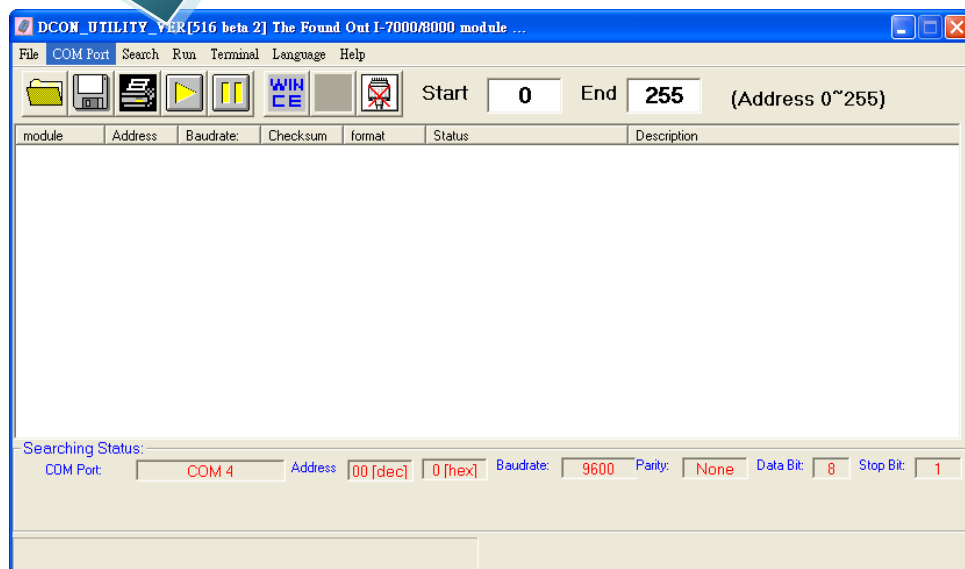 DCON_UTILITY_VER[516 beta 2] The Found Out I-7000/8000 module ...
File COM Port Search Run Terminal Language Help
WIN CE Start 0 End 255 (Address 0~255)
module Address Baudrate: Checksum format Status Description
Searching Status:
COM Port: COM 4 Address 00 [dec] 0 [hex] Baudrate: 9600 Parity: None Data Bit: 8 Stop Bit: 1